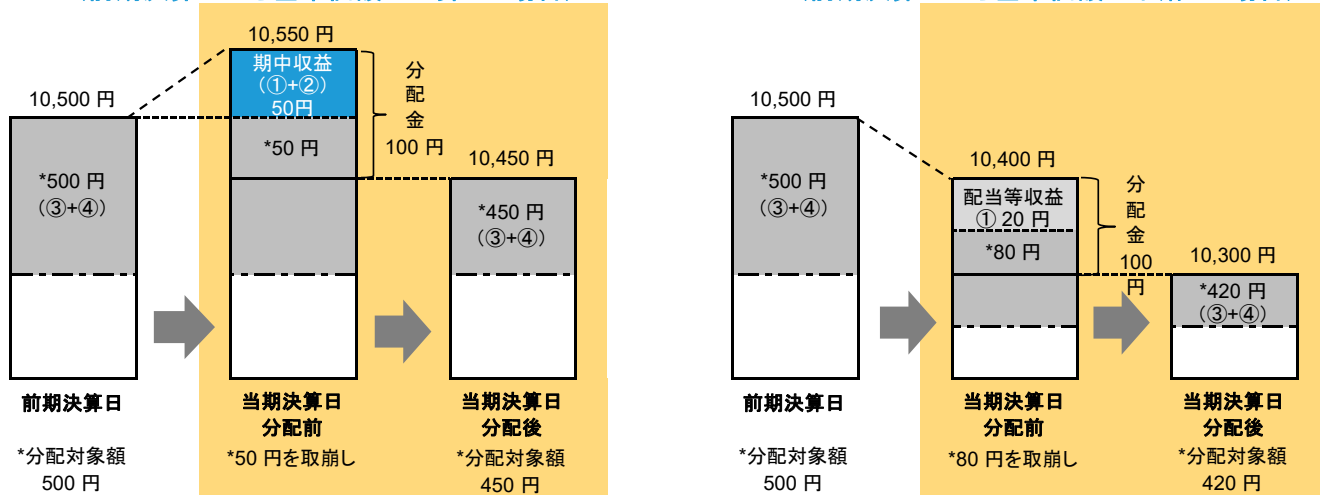 10,550 円
期中収益
(①+②)
50円
分
配
金
100 円
10,500 円
*500 円
(③+④)
*50 円
10,450 円
*450 円
(③+④)
前期決算日
当期決算日
分配前
当期決算日
分配後
*分配対象額
500 円
*50 円を取崩し
*分配対象額
450 円
10,500 円
*500 円
(③+④)
10,400 円
配当等収益
① 20 円
*80 円
分
配
金
100
円
10,300 円
*420 円
(③+④)
前期決算日
当期決算日
分配前
当期決算日
分配後
*分配対象額
500 円
*80 円を取崩し
*分配対象額
420 円